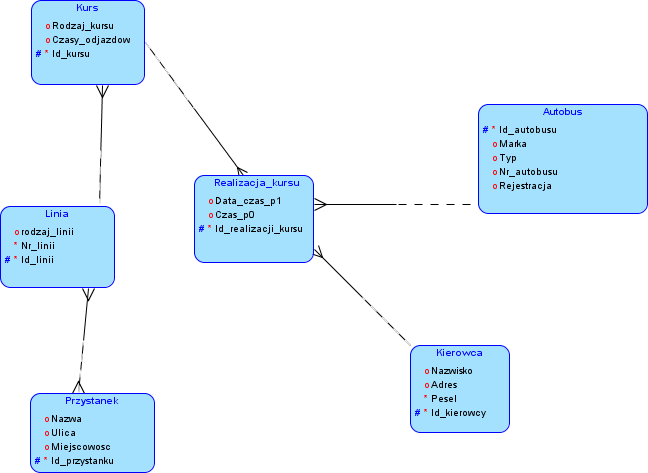 Kurs
o Rodzaj_kursu
o Czasy_odjazdow
# * Id_kursu
Autobus
# * Id_autobusu
o Marka
o Typ
o Nr_autobusu
o Rejestracja
Realizacja_kursu
o Data_czas_p1
o Czas_p0
# * Id_realizacji_kursu
Linia
o rodzaj_linii
* Nr_linii
# * Id_linii
Kierowca
o Nazwisko
o Adres
* Pesel
# * Id_kierowcy
Przystanek
o Nazwa
o Ulica
o Miejscowosc
# * Id_przystanku